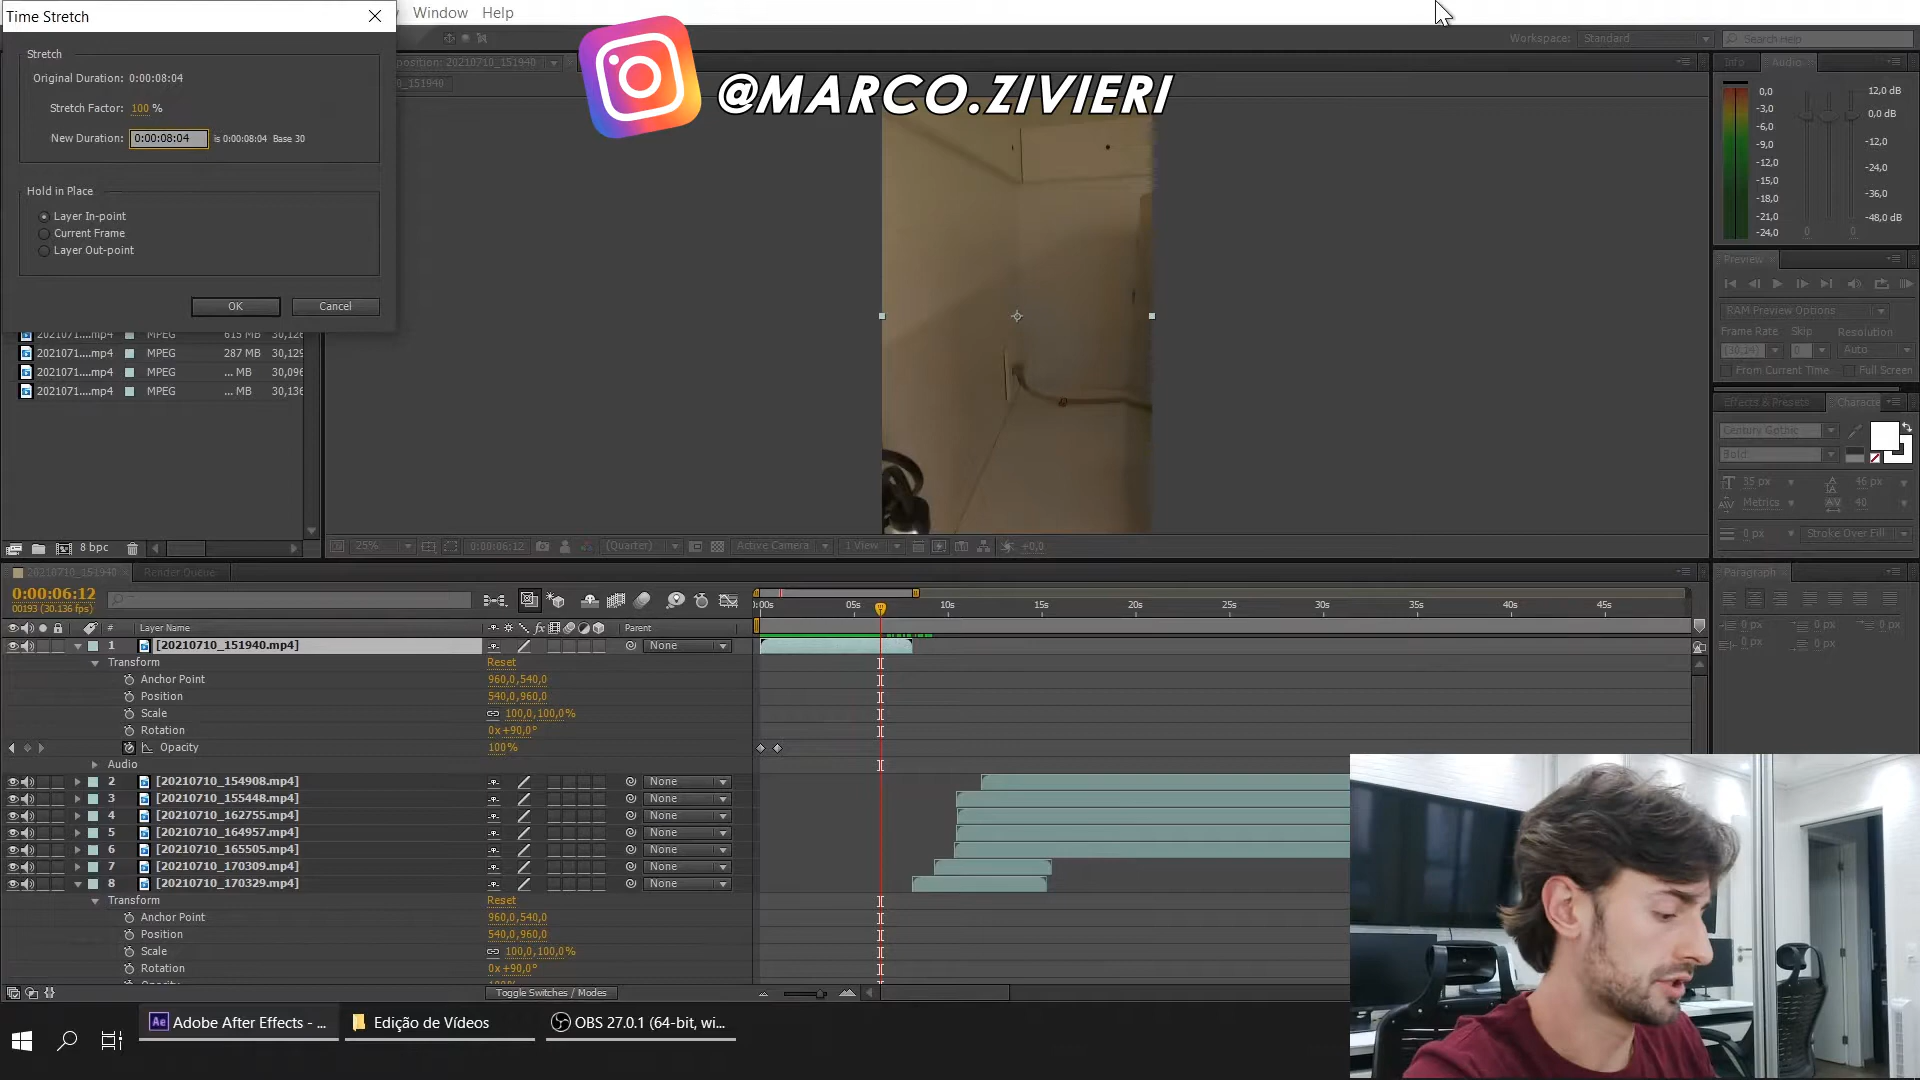 Time Stretch
Window Help
Workspace: Standard
Search Help
@MARCO.ZIVIERI
Stretch
Original Duration: 0:00:08:04
Stretch Factor: 100 %
New Duration: 0:00:08:04 is 0:00:08:04 Base 30
Hold in Place
Layer In-point
Current Frame
Layer Out-point
OK Cancel
position: 20210710_151940
_151940
Info Audio
0,0
-3,0
-6,0
-9,0
-12,0
-15,0
-18,0
-21,0
-24,0
12,0 dB
0,0 dB
-12,0
-24,0
-36,0
-48,0 dB
0 0
Preview
RAM Preview Options
Frame Rate Skip Resolution
(30,14) 0 Auto
From Current Time Full Screen
Effects & Presets Characte
Century Gothic
Bold
35 px 46 px
Metrics 40
0 px Stroke Over Fill
2021071....mp4 MPEG 615 MB 30,126
2021071....mp4 MPEG 287 MB 30,129
2021071....mp4 MPEG ... MB 30,096
2021071....mp4 MPEG ... MB 30,136
8 bpc
25% 0:00:06:12 (Quarter) Active Camera 1 View +0,0
20210710_151940 Render Queue
Paragraph
0 px 0 px 0 px
0 px 0 px
0:00:06:12
00193 (30.136 fps)
:00s 05s 10s 15s 20s 25s 30s 35s 40s 45s
# Layer Name fx Parent
1 [20210710_151940.mp4] None
Transform Reset
Anchor Point 960,0,540,0
Position 540,0,960,0
Scale 100,0,100,0%
Rotation 0x+90,0°
Opacity 100%
Audio
2 [20210710_154908.mp4] None
3 [20210710_155448.mp4] None
4 [20210710_162755.mp4] None
5 [20210710_164957.mp4] None
6 [20210710_165505.mp4] None
7 [20210710_170309.mp4] None
8 [20210710_170329.mp4] None
Transform Reset
Anchor Point 960,0,540,0
Position 540,0,960,0
Scale 100,0,100,0%
Rotation 0x+90,0°
Toggle Switches / Modes
Ae Adobe After Effects - ...
Edição de Vídeos
OBS 27.0.1 (64-bit, wi...